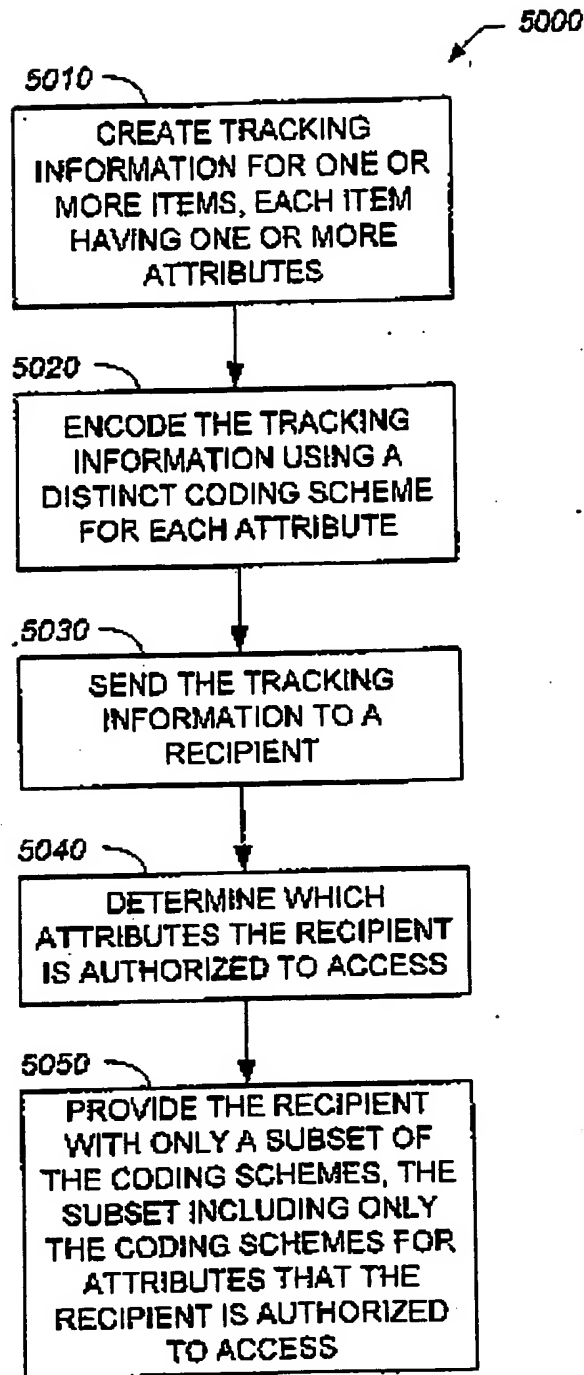 5000
5010
CREATE TRACKING
INFORMATION FOR ONE OR
MORE ITEMS, EACH ITEM
HAVING ONE OR MORE
ATTRIBUTES
5020
ENCODE THE TRACKING
INFORMATION USING A
DISTINCT CODING SCHEME
FOR EACH ATTRIBUTE
5030
SEND THE TRACKING
INFORMATION TO A
RECIPIENT
5040
DETERMINE WHICH
ATTRIBUTES THE RECIPIENT
IS AUTHORIZED TO ACCESS
5050
PROVIDE THE RECIPIENT
WITH ONLY A SUBSET OF
THE CODING SCHEMES, THE
SUBSET INCLUDING ONLY
THE CODING SCHEMES FOR
ATTRIBUTES THAT THE
RECIPIENT IS AUTHORIZED
TO ACCESS